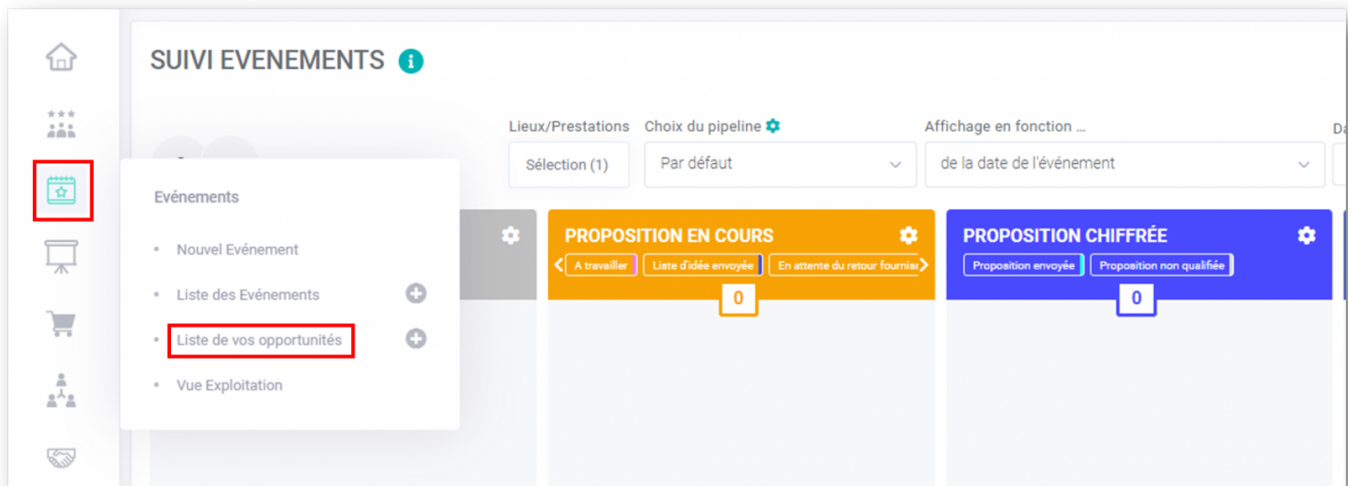 SUIVI EVENEMENTS i
Lieux/Prestations Choix du pipeline Affichage en fonction ...
Sélection (1) Par défaut de la date de l'événement
Evénements
Nouvel Evénement
Liste des Evénements
Liste de vos opportunités
Vue Exploitation
PROPOSITION EN COURS
A travailler Liste d'idée envoyée En attente du retour fournis
0
PROPOSITION CHIFFRÉE
Proposition envoyée Proposition non qualifiée
0